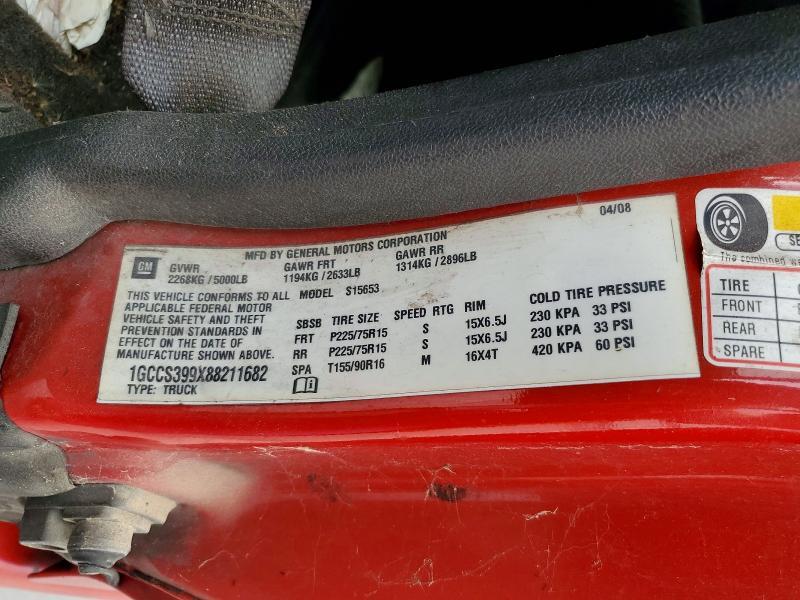 04/08
MFD BY GENERAL MOTORS CORPORATION
GM
GVWR GAWR FRT GAWR RR
2268KG / 5000LB 1194KG / 2633LB 1314KG / 2896LB
THIS VEHICLE CONFORMS TO ALL
APPLICABLE FEDERAL MOTOR
VEHICLE SAFETY AND THEFT
PREVENTION STANDARDS IN
EFFECT ON THE DATE OF
MANUFACTURE SHOWN ABOVE.
1GCCS399X88211682
TYPE: TRUCK
MODEL S15653
SBSB TIRE SIZE SPEED RTG RIM COLD TIRE PRESSURE
FRT P225/75R15 S 15X6.5J 230 KPA 33 PSI
RR P225/75R15 S 15X6.5J 230 KPA 33 PSI
SPA T155/90R16 M 16X4T 420 KPA 60 PSI
SE
The combined
TIRE
FRONT
REAR
SPARE